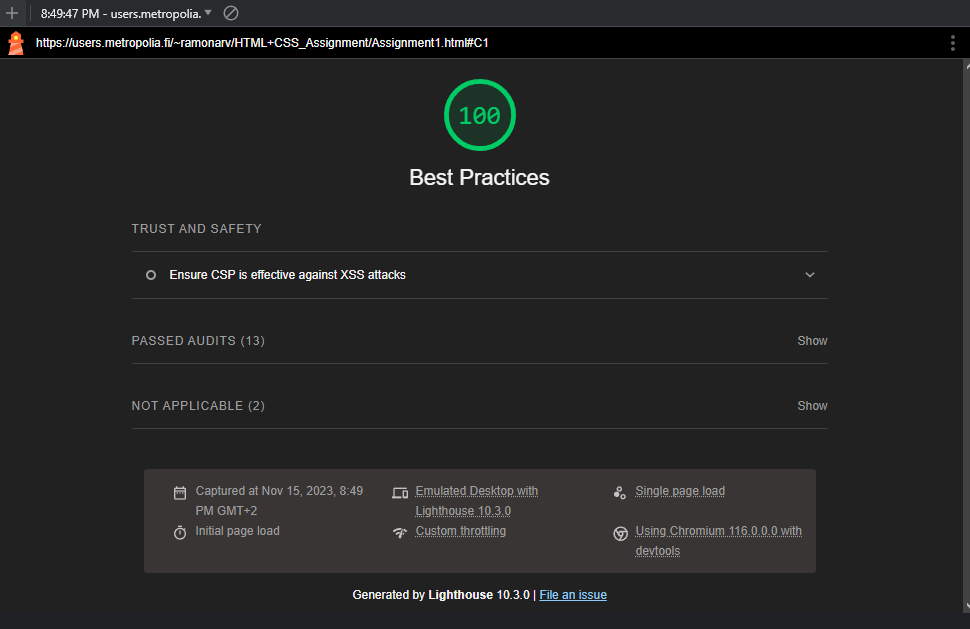 8:49:47 PM - users.metropolia.
https://users.metropolia.fi/~ramonarv/HTML+CSS_Assignment/Assignment1.html#C1
100
Best Practices
TRUST AND SAFETY
Ensure CSP is effective against XSS attacks
PASSED AUDITS (13) Show
NOT APPLICABLE (2) Show
Captured at Nov 15, 2023, 8:49
PM GMT+2
Emulated Desktop with
Lighthouse 10.3.0
Single page load
Initial page load
Custom throttling
Using Chromium 116.0.0.0 with
devtools
Generated by Lighthouse 10.3.0 | File an issue